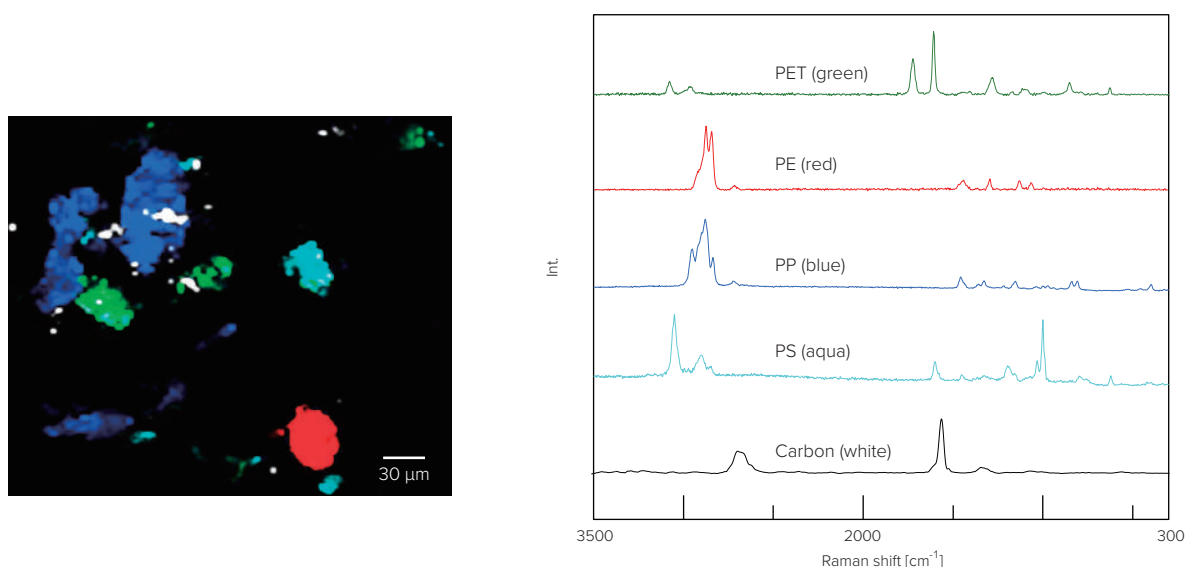 30 µm
PET (green)
PE (red)
PP (blue)
PS (aqua)
Carbon (white)
Int.
3500 2000 300
Raman shift [cm⁻¹]